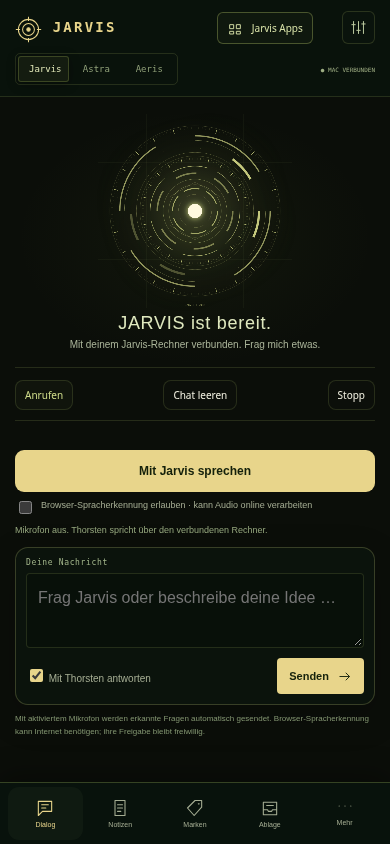 JARVIS
Jarvis Apps
Jarvis Astra Aeris
MAC VERBUNDEN
JARVIS ist bereit.
Mit deinem Jarvis-Rechner verbunden. Frag mich etwas.
Anrufen Chat leeren Stopp
Mit Jarvis sprechen
Browser-Spracherkennung erlauben · kann Audio online verarbeiten
Mikrofon aus. Thorsten spricht über den verbundenen Rechner.
Deine Nachricht
Frag Jarvis oder beschreibe deine Idee …
Mit Thorsten antworten
Senden →
Mit aktiviertem Mikrofon werden erkannte Fragen automatisch gesendet. Browser-Spracherkennung
kann Internet benötigen; ihre Freigabe bleibt freiwillig.
Dialog Notizen Marken Ablage Mehr